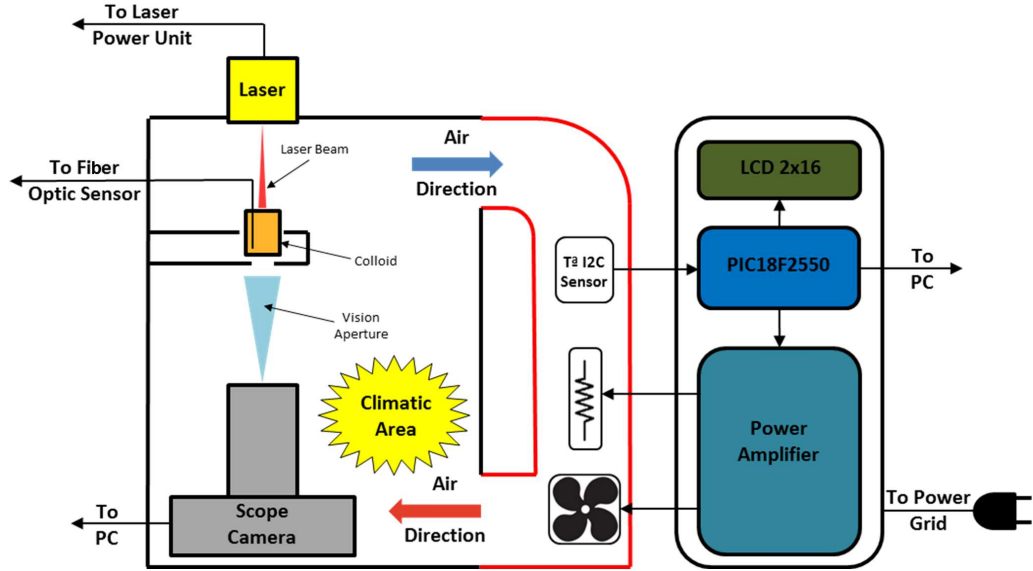 To Laser
Power Unit
Laser
Laser Beam
To Fiber
Optic Sensor
Colloid
Vision
Aperture
Air
Direction
Climatic
Area
Air
Direction
Scope
Camera
To
PC
Tª I2C
Sensor
LCD 2x16
PIC18F2550
To
PC
Power
Amplifier
To Power
Grid